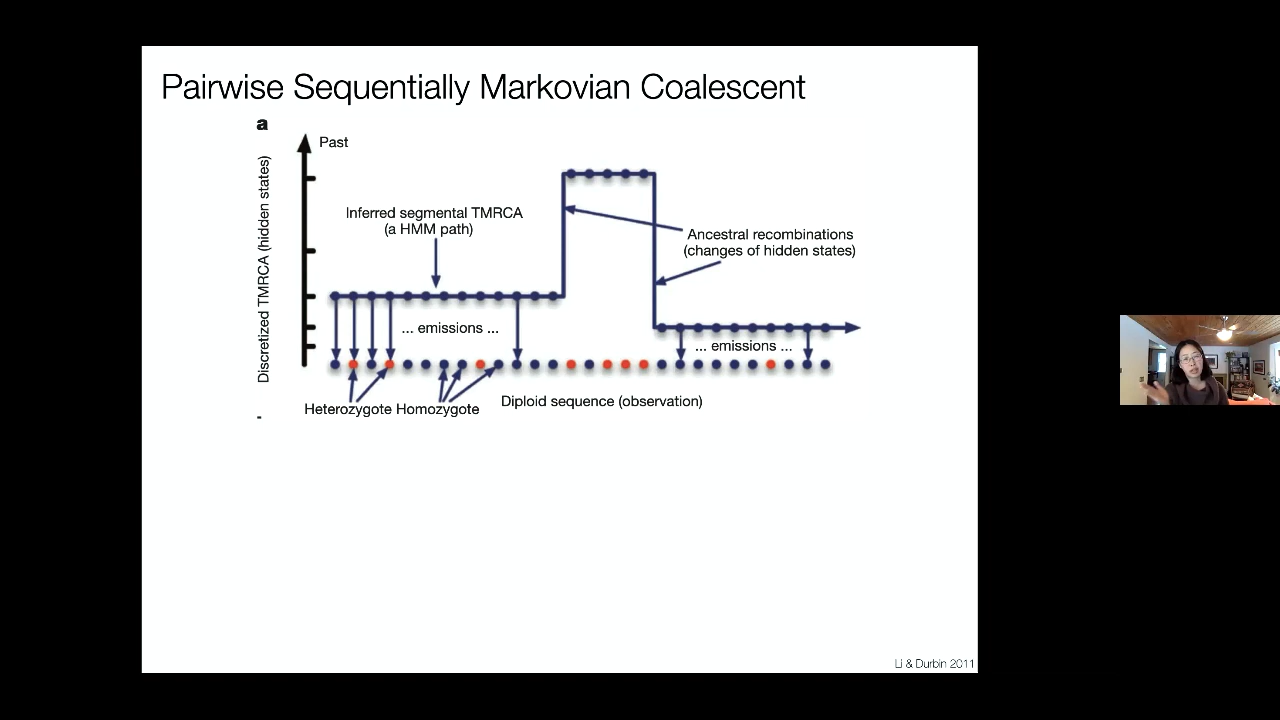 Pairwise Sequentially Markovian Coalescent
a
Past
Discretized TMRCA (hidden states)
Inferred segmental TMRCA
(a HMM path)
Ancestral recombinations
(changes of hidden states)
... emissions ...
... emissions ...
Heterozygote Homozygote
Diploid sequence (observation)
Li & Durbin 2011